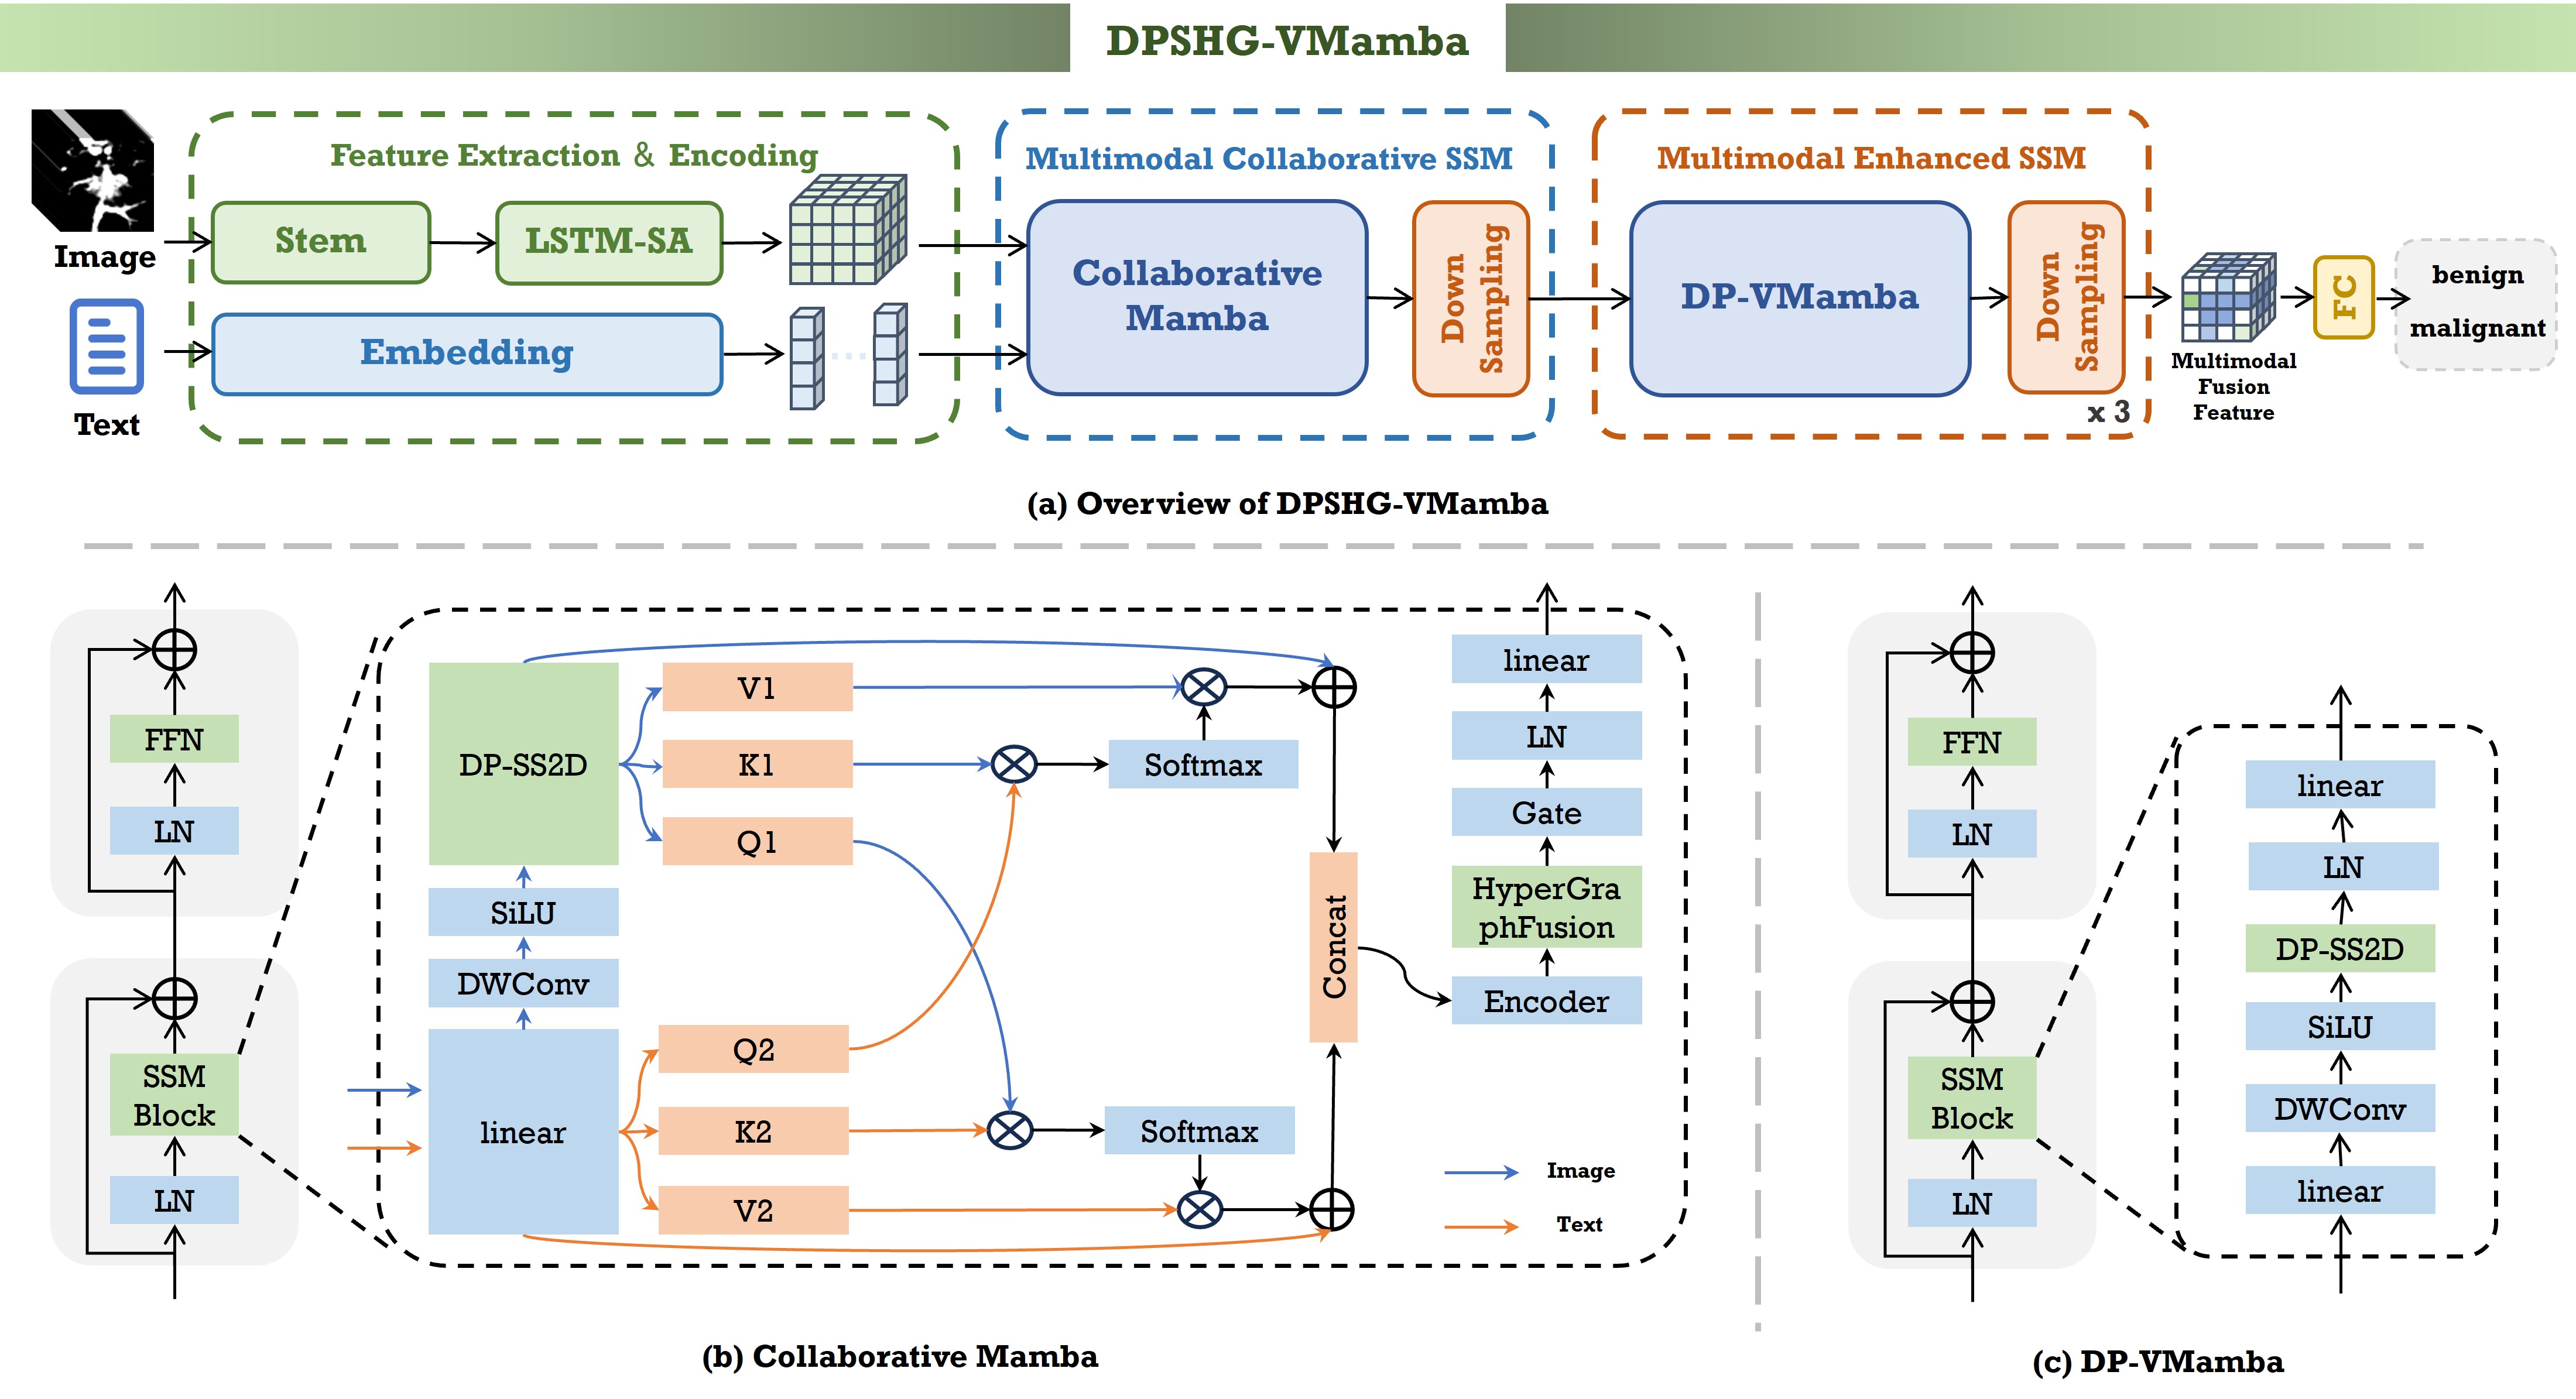 DPSHG-VMamba
Image
Text
Feature Extraction & Encoding
Stem
LSTM-SA
Embedding
Multimodal Collaborative SSM
Collaborative
Mamba
Down
Sampling
Multimodal Enhanced SSM
DP-VMamba
Down
Sampling
x 3
Multimodal
Fusion
Feature
FC
benign
malignant
(a) Overview of DPSHG-VMamba
FFN
LN
SSM
Block
LN
DP-SS2D
SiLU
DWConv
linear
V1
K1
Q1
Q2
K2
V2
Softmax
Softmax
Concat
linear
LN
Gate
HyperGra
phFusion
Encoder
Image
Text
(b) Collaborative Mamba
FFN
LN
SSM
Block
LN
linear
LN
DP-SS2D
SiLU
DWConv
linear
(c) DP-VMamba